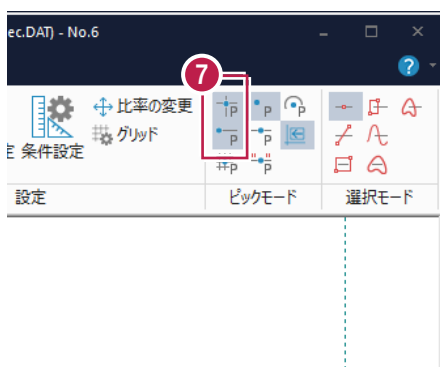 ec.DAT) - No.6
7
比率の変更
グリッド
定 条件設定
P P P
P P
P P
設定 ピックモード 選択モード